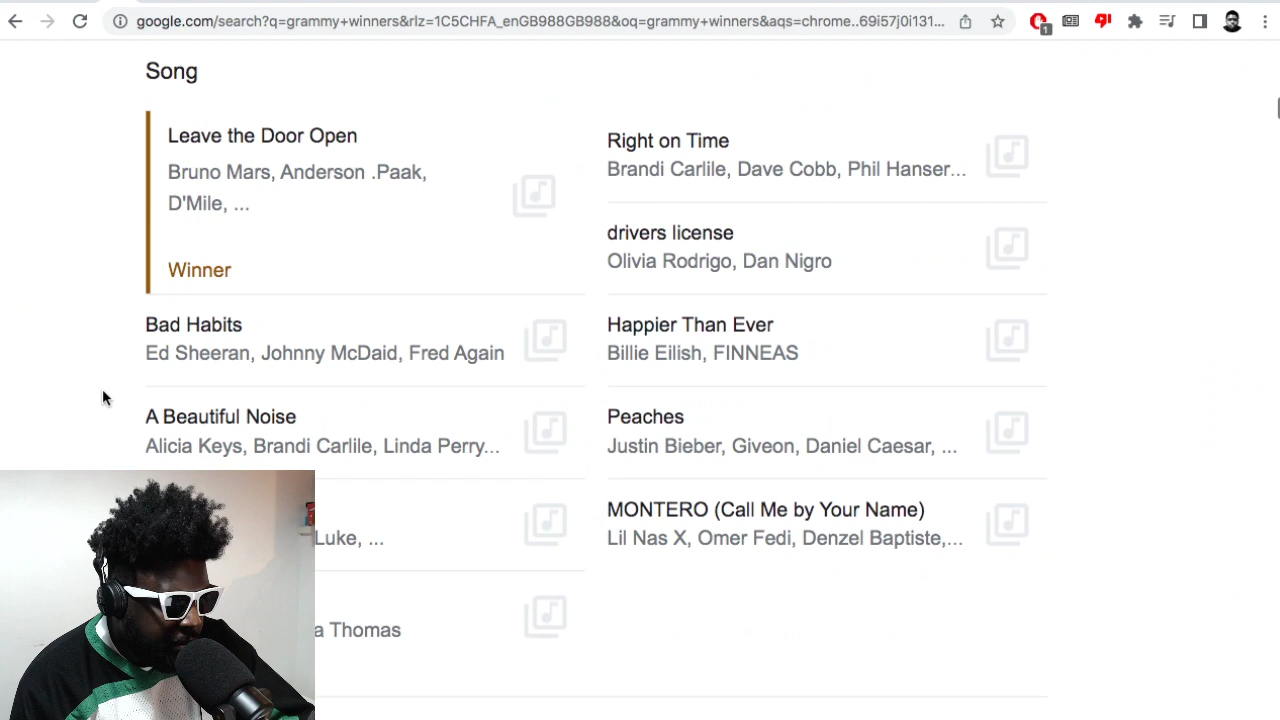 google.com/search?q=grammy+winners&rlz=1C5CHFA_enGB988GB988&oq=grammy+winners&aqs=chrome..69i57j0i131...
1
Song
Leave the Door Open
Bruno Mars, Anderson .Paak,
D'Mile, ...
Winner
Right on Time
Brandi Carlile, Dave Cobb, Phil Hanser...
drivers license
Olivia Rodrigo, Dan Nigro
Bad Habits
Ed Sheeran, Johnny McDaid, Fred Again
Happier Than Ever
Billie Eilish, FINNEAS
A Beautiful Noise
Alicia Keys, Brandi Carlile, Linda Perry...
Peaches
Justin Bieber, Giveon, Daniel Caesar, ...
Luke, ...
MONTERO (Call Me by Your Name)
Lil Nas X, Omer Fedi, Denzel Baptiste,...
a Thomas